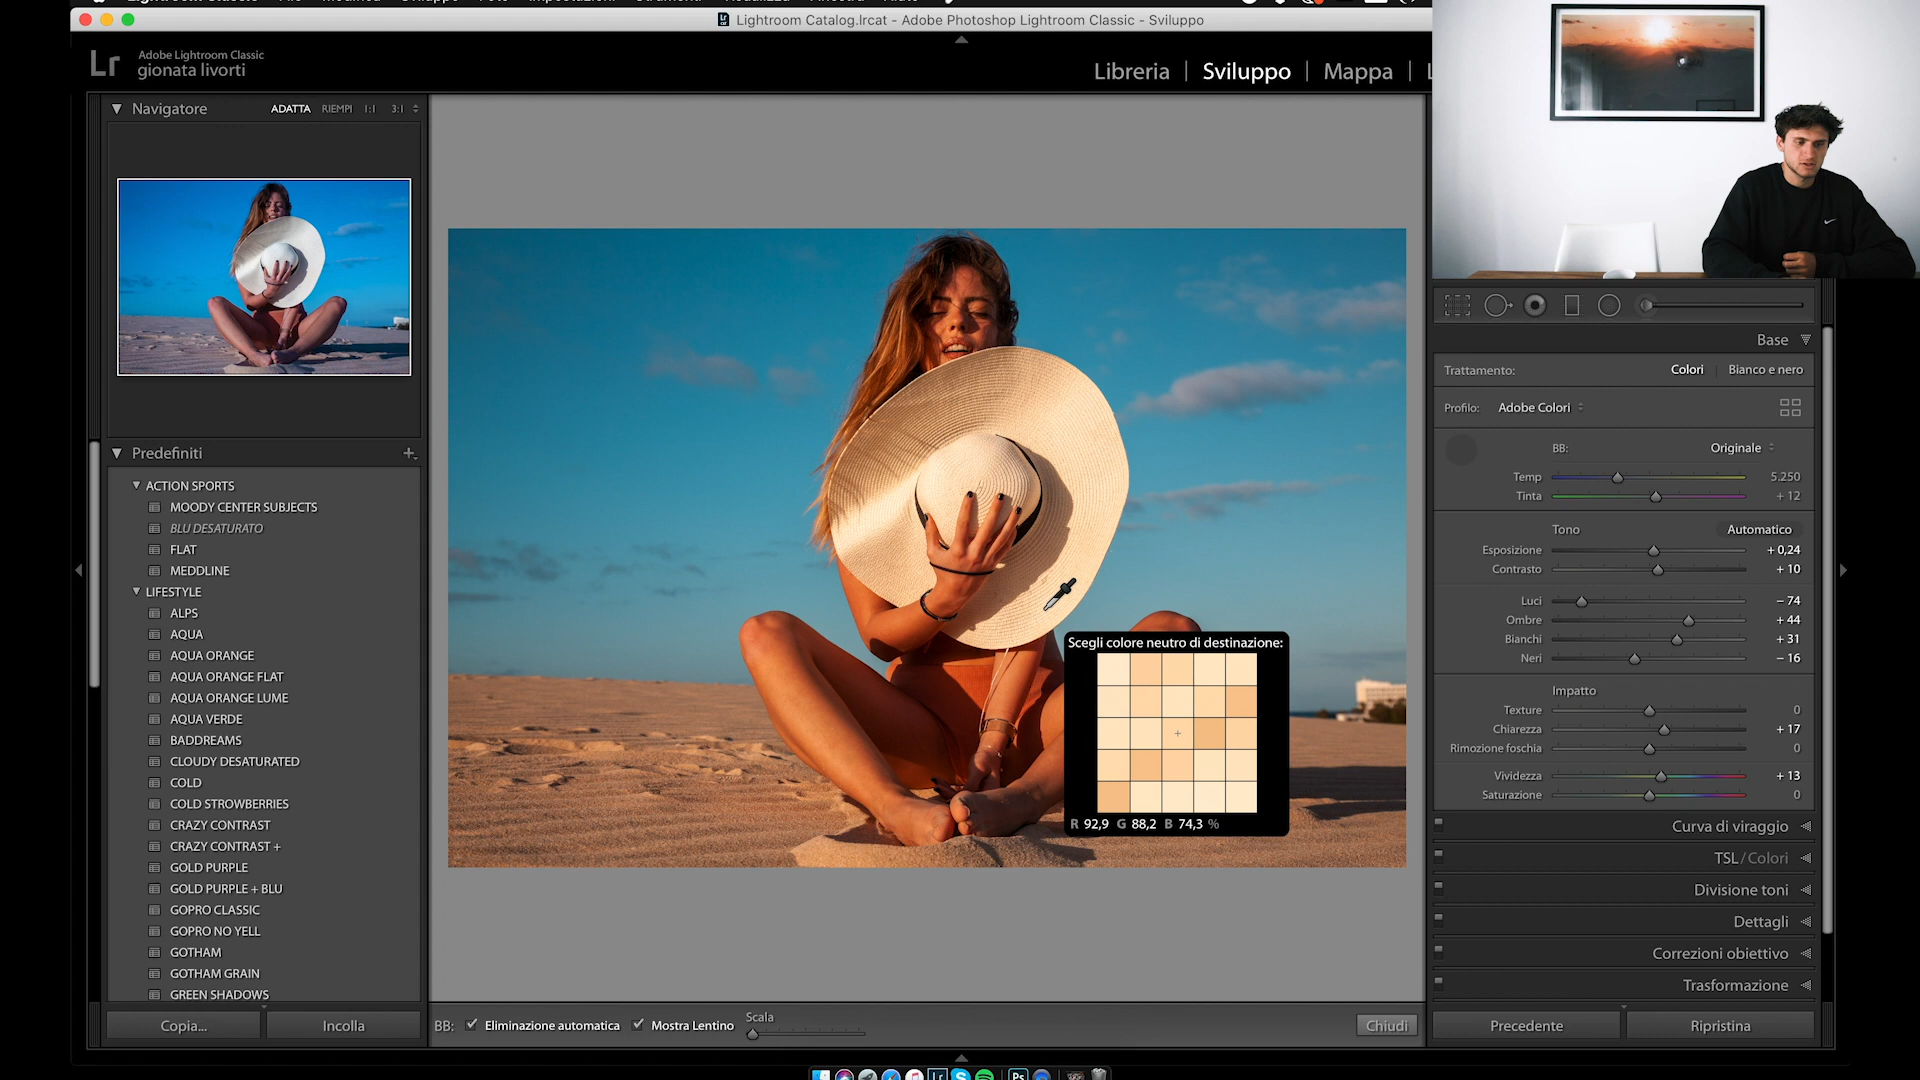 Lightroom Catalog.lrcat - Adobe Photoshop Lightroom Classic - Sviluppo
Lr
Adobe Lightroom Classic
gionata livorti
Libreria | Sviluppo | Mappa |
Navigatore ADATTA RIEMPI 1:1 3:1
Predefiniti
ACTION SPORTS
MOODY CENTER SUBJECTS
BLU DESATURATO
FLAT
MEDDLINE
LIFESTYLE
ALPS
AQUA
AQUA ORANGE
AQUA ORANGE FLAT
AQUA ORANGE LUME
AQUA VERDE
BADDREAMS
CLOUDY DESATURATED
COLD
COLD STROWBERRIES
CRAZY CONTRAST
CRAZY CONTRAST +
GOLD PURPLE
GOLD PURPLE + BLU
GOPRO CLASSIC
GOPRO NO YELL
GOTHAM
GOTHAM GRAIN
GREEN SHADOWS
Copia... Incolla
Scegli colore neutro di destinazione:
R 92,9 G 88,2 B 74,3 %
BB: Eliminazione automatica Mostra Lentino Scala Chiudi
Base
Trattamento: Colori Bianco e nero
Profilo: Adobe Colori
BB: Originale
Temp 5.250
Tinta + 12
Tono Automatico
Esposizione + 0,24
Contrasto + 10
Luci − 74
Ombre + 44
Bianchi + 31
Neri − 16
Impatto
Texture 0
Chiarezza + 17
Rimozione foschia 0
Vividezza + 13
Saturazione 0
Curva di viraggio
TSL / Colori
Divisione toni
Dettagli
Correzioni obiettivo
Trasformazione
Precedente Ripristina
Lr
Ps